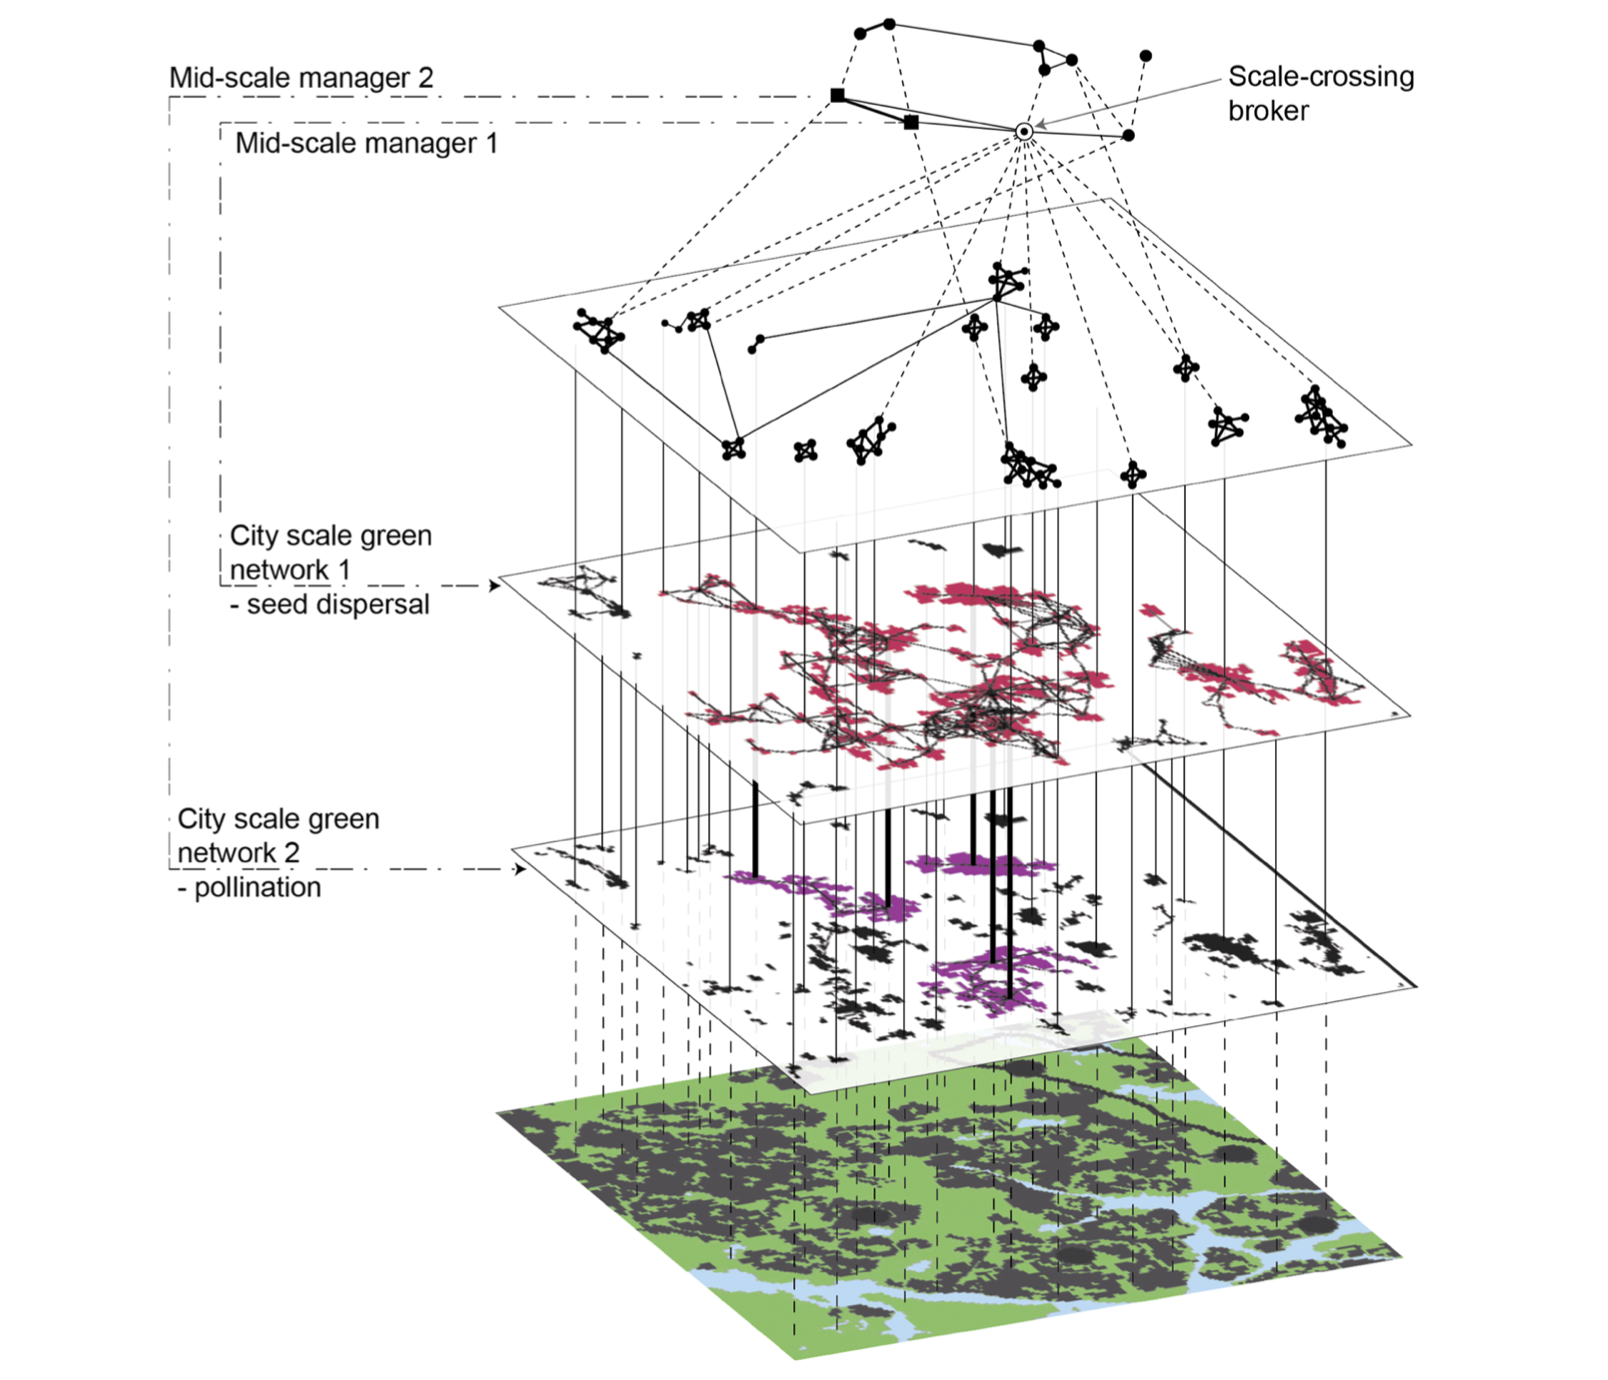 Mid-scale manager 2
Scale-crossing
broker
Mid-scale manager 1
City scale green
network 1
- seed dispersal
City scale green
network 2
- pollination